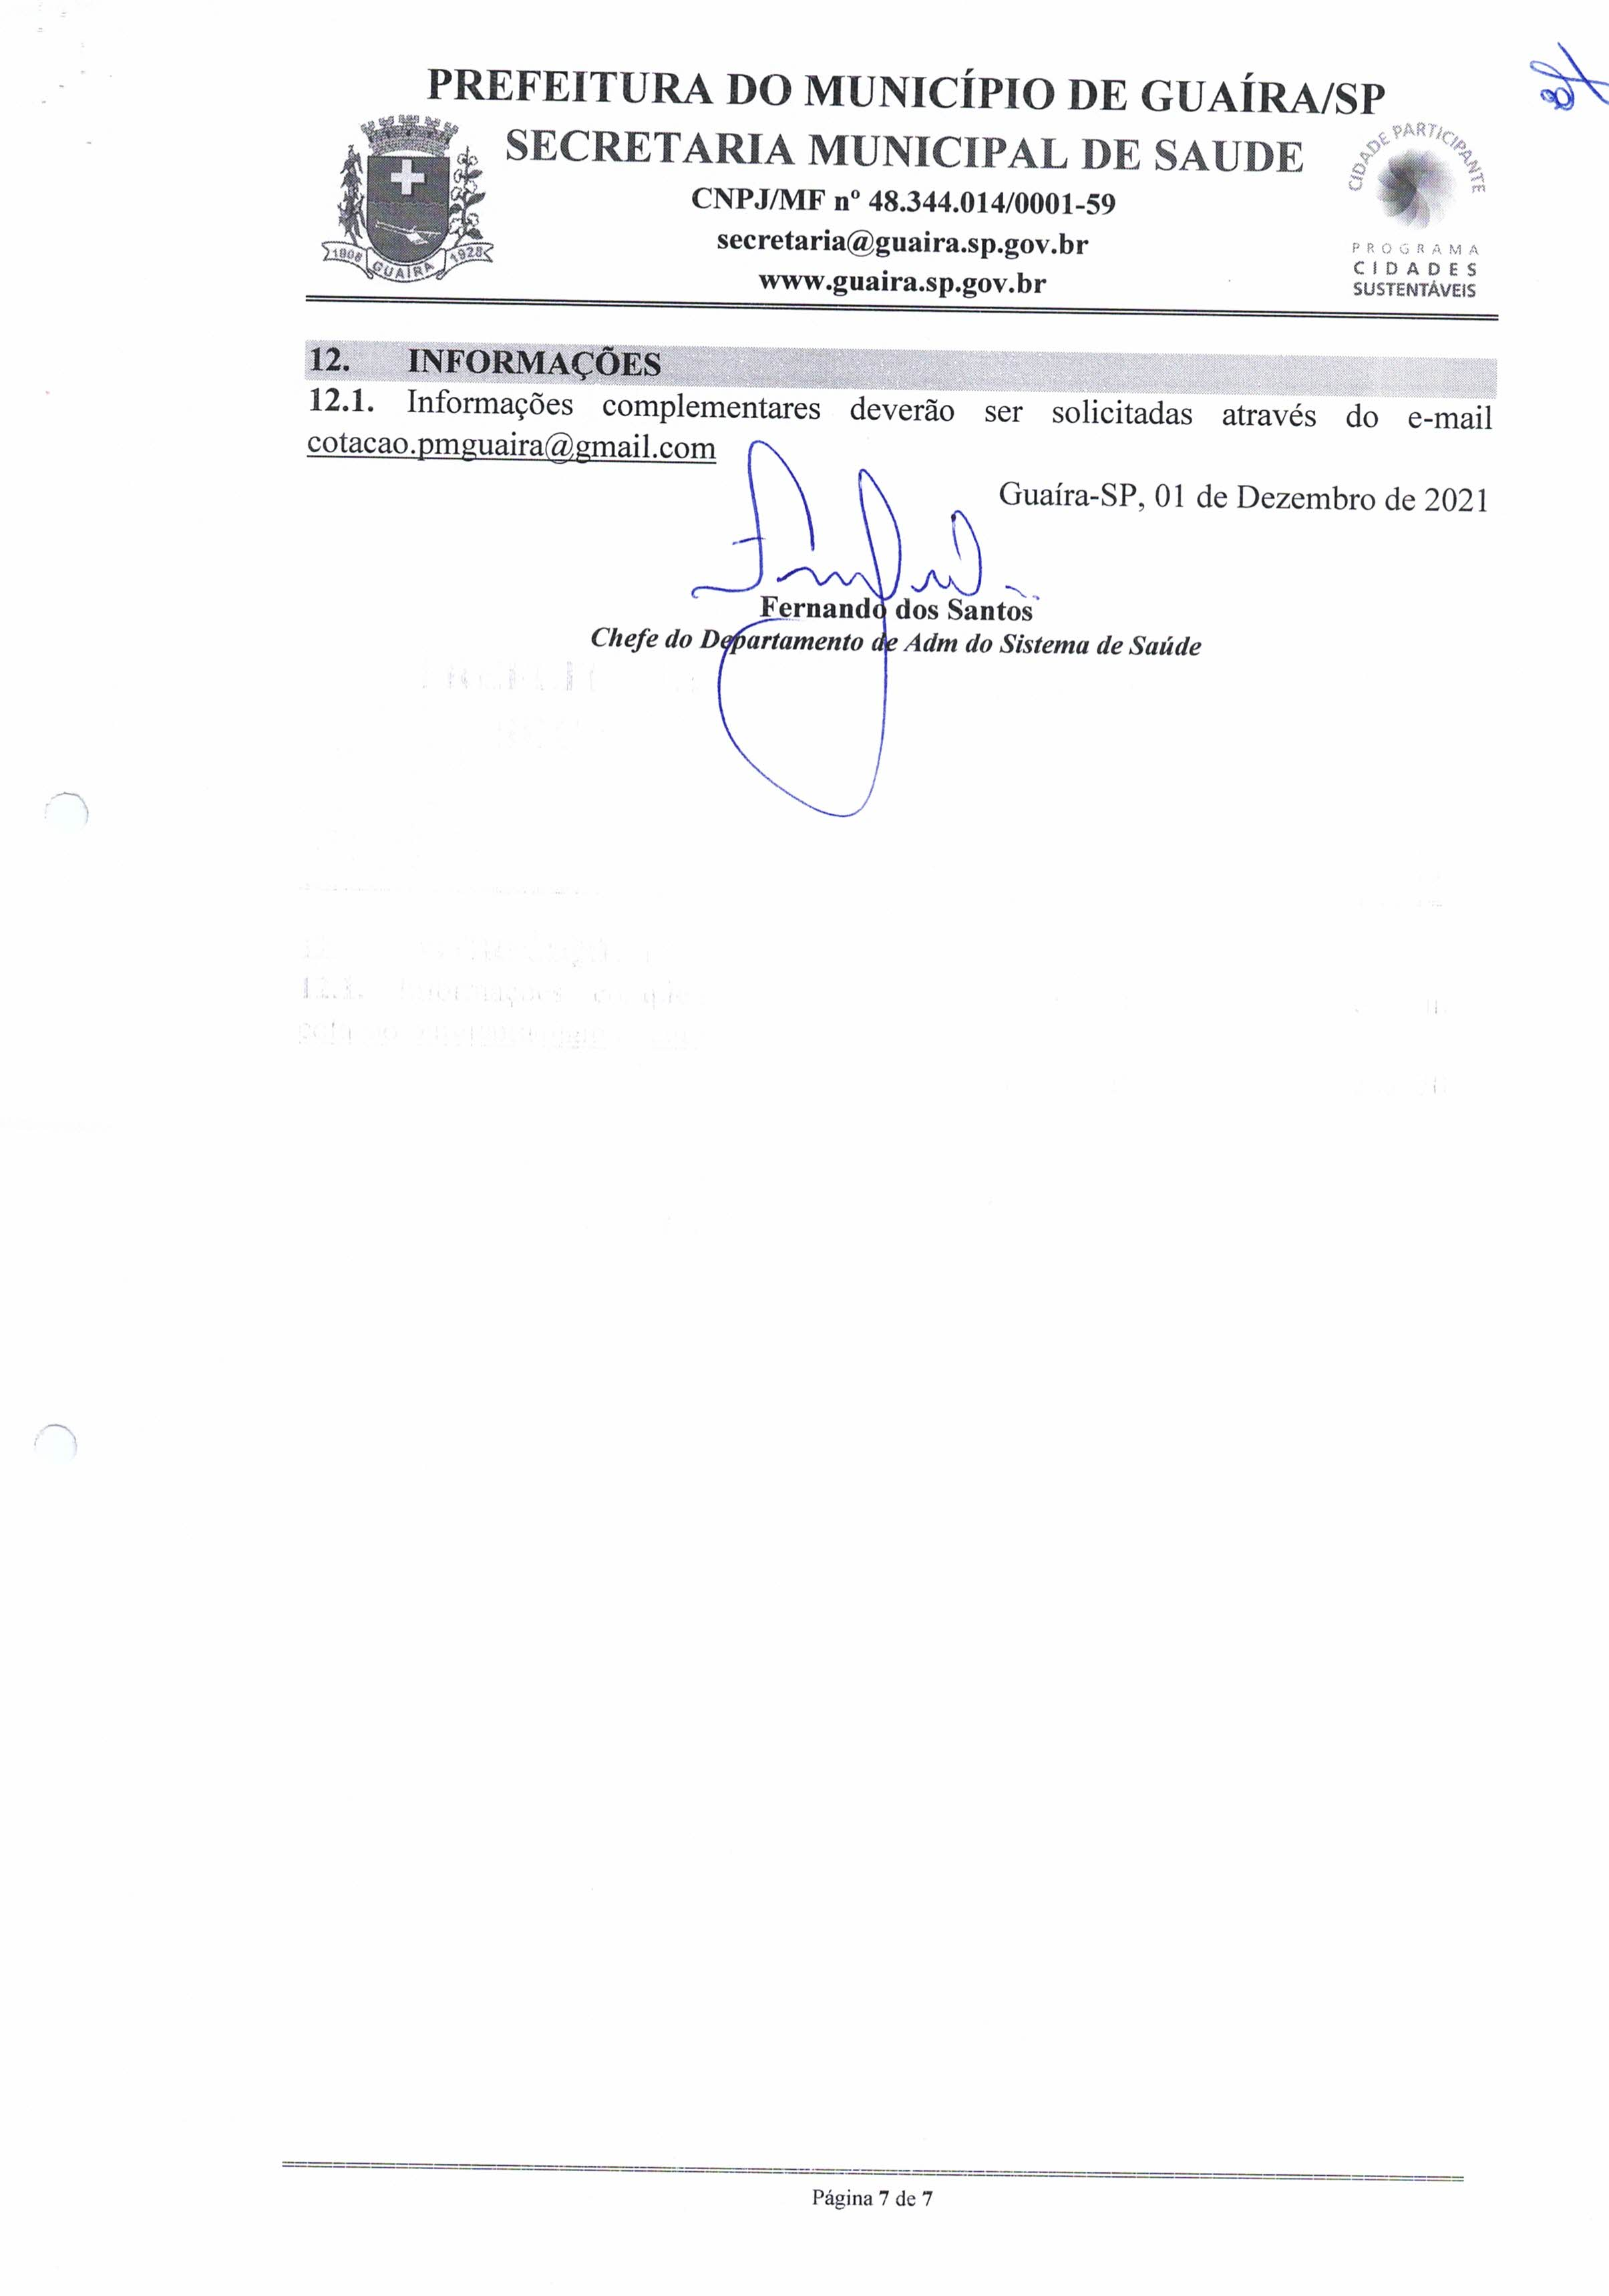 PREFEITURA DO MUNICÍPIO DE GUAÍRA/SP
SECRETARIA MUNICIPAL DE SAUDE
CNPJ/MF nº 48.344.014/0001-59
secretaria@guaira.sp.gov.br
www.guaira.sp.gov.br
1908 GUAÍRA 1928
CIDADE PARTICIPANTE
PROGRAMA
CIDADES
SUSTENTÁVEIS
12. INFORMAÇÕES
12.1. Informações complementares deverão ser solicitadas através do e-mail
cotacao.pmguaira@gmail.com
Guaíra-SP, 01 de Dezembro de 2021
Fernando dos Santos
Chefe do Departamento de Adm do Sistema de Saúde
Página 7 de 7